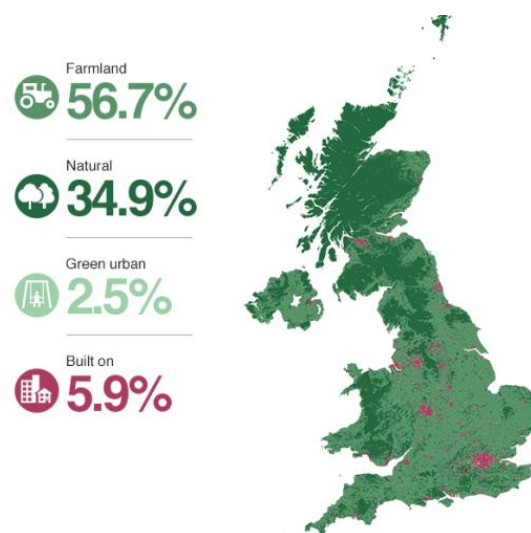 Farmland
56.7%
Natural
34.9%
Green urban
2.5%
Built on
5.9%